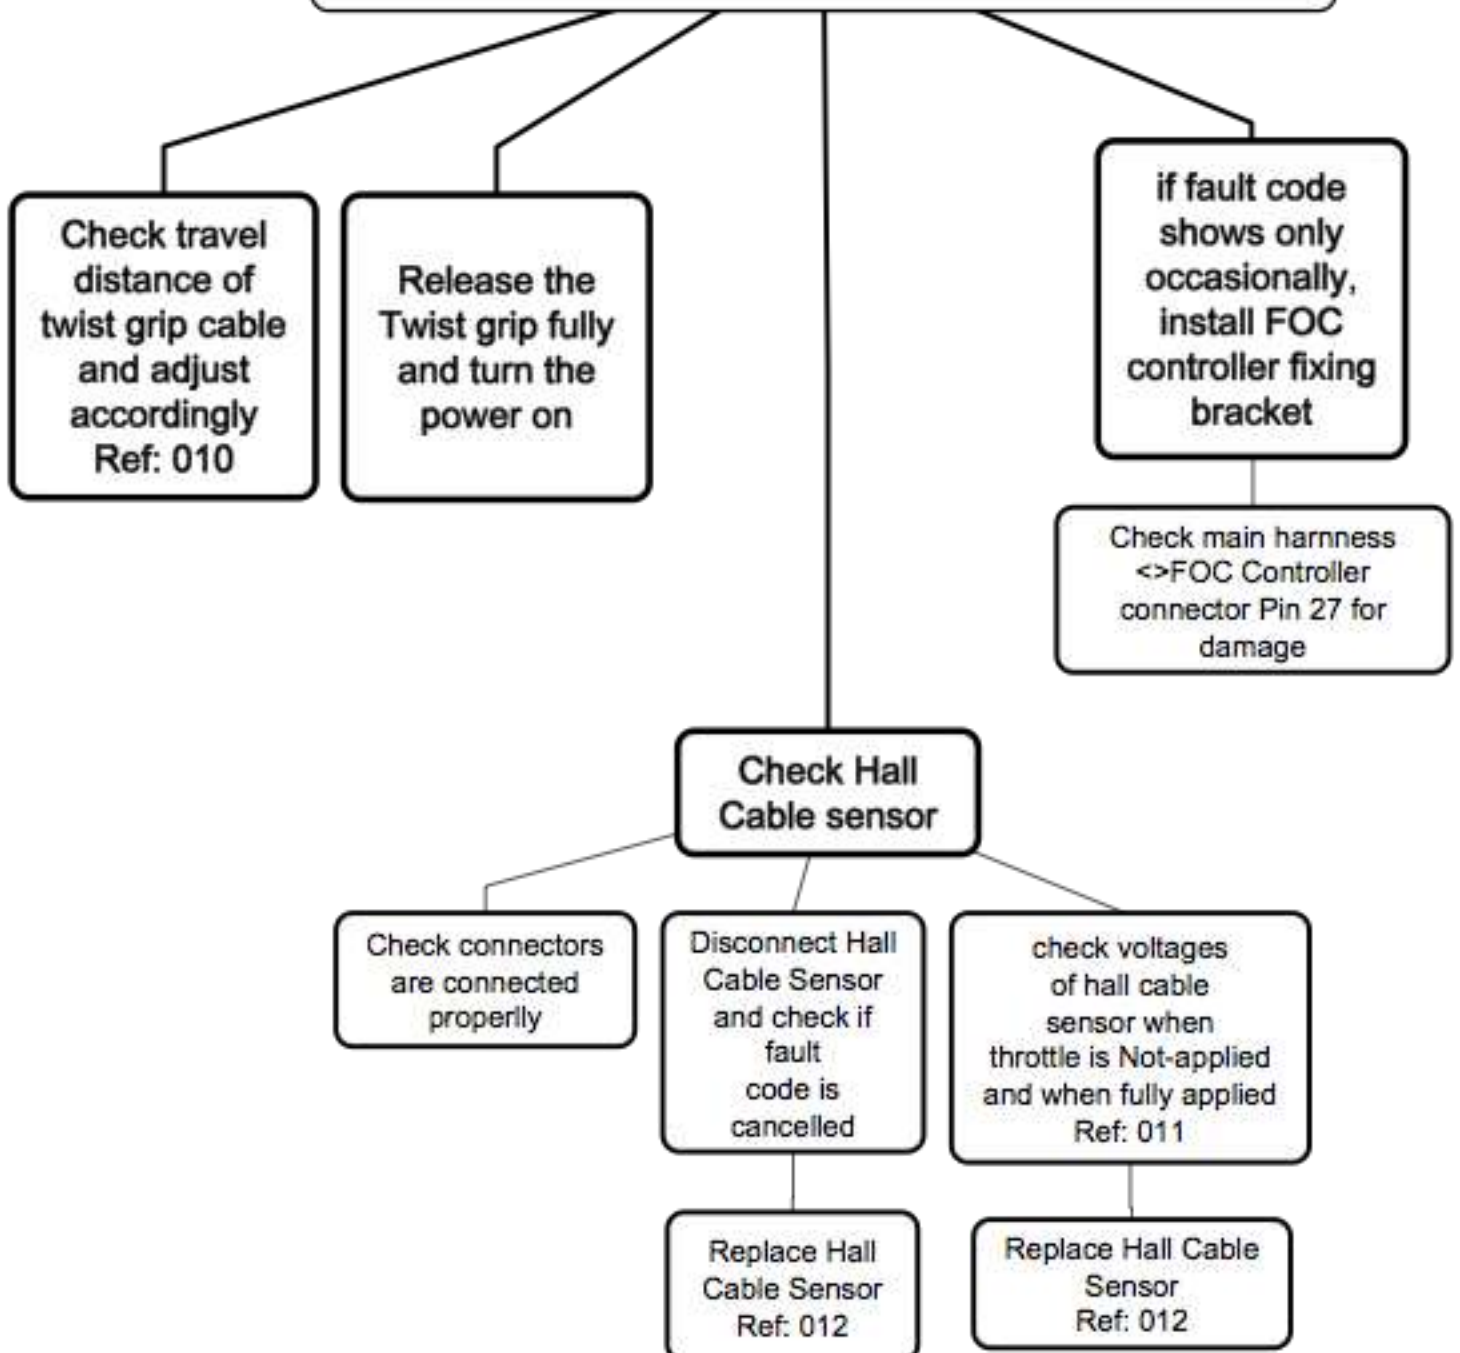 Check travel
distance of
twist grip cable
and adjust
accordingly
Ref: 010
Release the
Twist grip fully
and turn the
power on
if fault code
shows only
occasionally,
install FOC
controller fixing
bracket
Check main harnness
<>FOC Controller
connector Pin 27 for
damage
Check Hall
Cable sensor
Check connectors
are connected
properlly
Disconnect Hall
Cable Sensor
and check if
fault
code is
cancelled
check voltages
of hall cable
sensor when
throttle is Not-applied
and when fully applied
Ref: 011
Replace Hall
Cable Sensor
Ref: 012
Replace Hall Cable
Sensor
Ref: 012